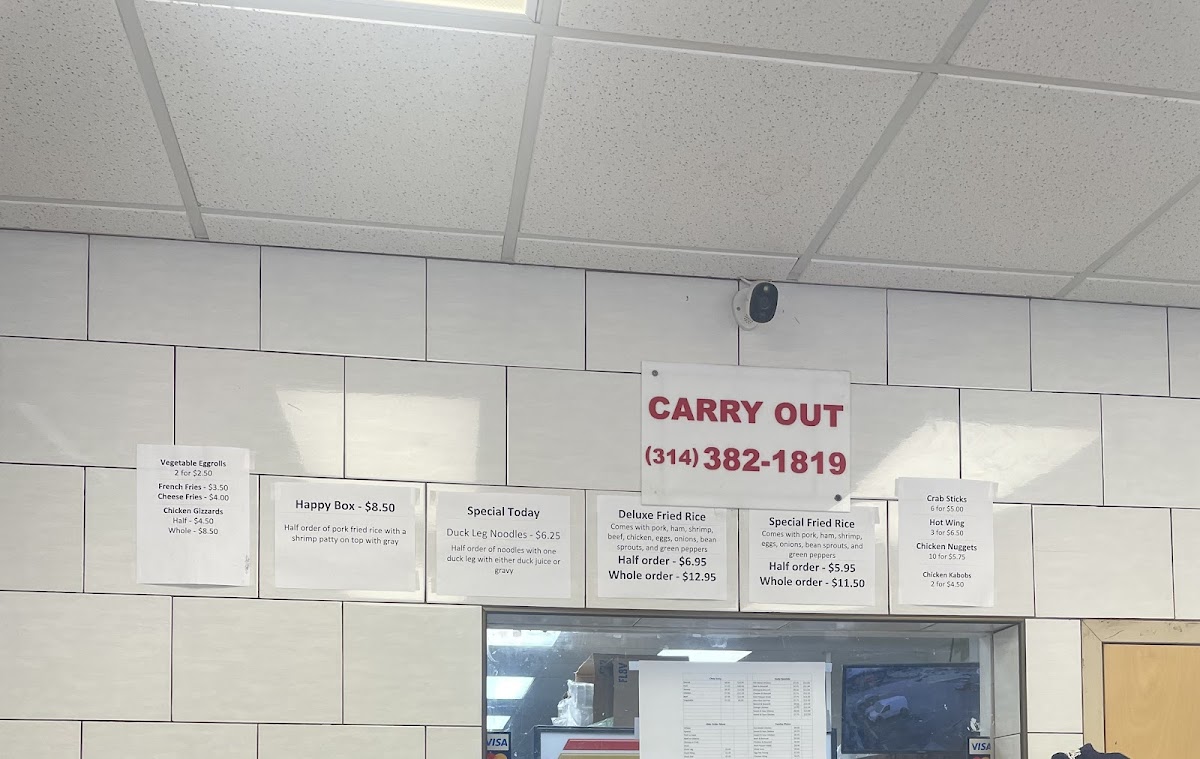 CARRY OUT
(314) 382-1819
Vegetable Eggrolls
2 for $2.50
French Fries - $3.50
Cheese Fries - $4.00
Chicken Gizzards
Half - $4.50
Whole - $8.50
Happy Box - $8.50
Half order of pork fried rice with a
shrimp patty on top with gray
Special Today
Duck Leg Noodles - $6.25
Half order of noodles with one
duck leg with either duck juice or
gravy
Deluxe Fried Rice
Comes with pork, ham, shrimp,
beef, chicken, eggs, onions, bean
sprouts, and green peppers
Half order - $6.95
Whole order - $12.95
Special Fried Rice
Comes with pork, ham, shrimp,
eggs, onions, bean sprouts, and
green peppers
Half order - $5.95
Whole order - $11.50
Crab Sticks
6 for $5.00
Hot Wing
3 for $6.50
Chicken Nuggets
10 for $5.75
Chicken Kabobs
2 for $4.50
VISA
VISA